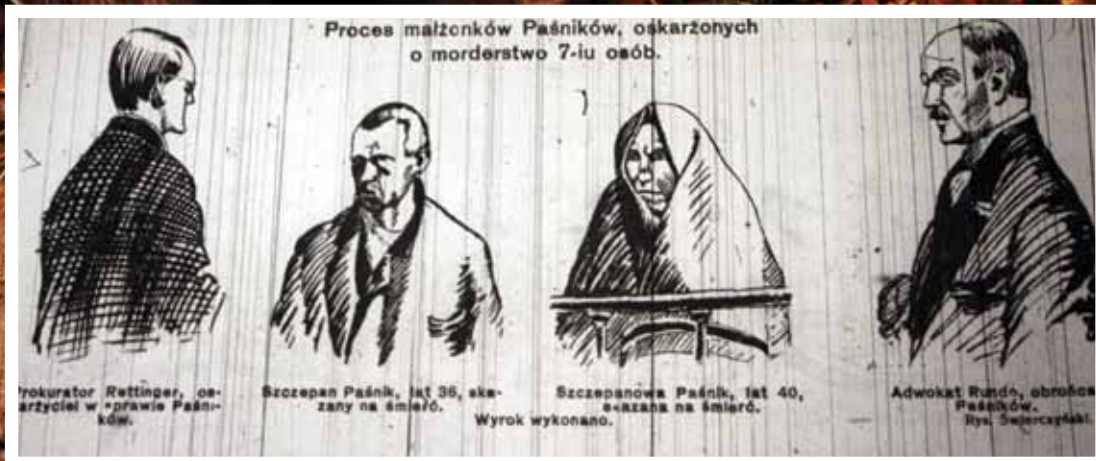 Proces małżonków Paśników, oskarżonych
o morderstwo 7-iu osób.
Prokurator Rettinger, os-
arzyciel w sprawie Paśni-
ków.
Szczepan Paśnik, lat 36, ska-
zany na śmierć.
Szczepanowa Paśnik, lat 40,
skazana na śmierć.
Wyrok wykonano.
Adwokat Rundo, obrońca
Paśników.
Rys. Świerczyński.